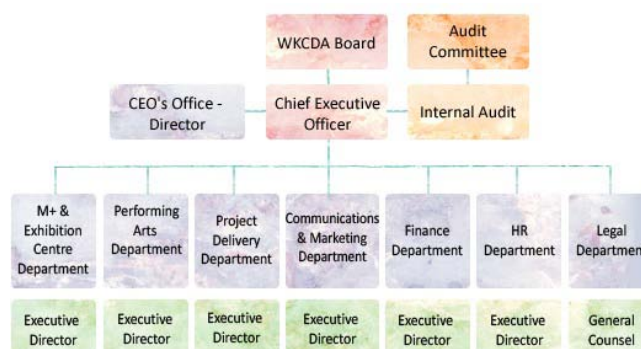 WKCDA Board
Audit
Committee
CEO's Office -
Director
Chief Executive
Officer
Internal Audit
M+ &
Exhibition
Centre
Department
Performing
Arts
Department
Project
Delivery
Department
Communications
& Marketing
Department
Finance
Department
HR
Department
Legal
Department
Executive
Director
Executive
Director
Executive
Director
Executive
Director
Executive
Director
Executive
Director
General
Counsel